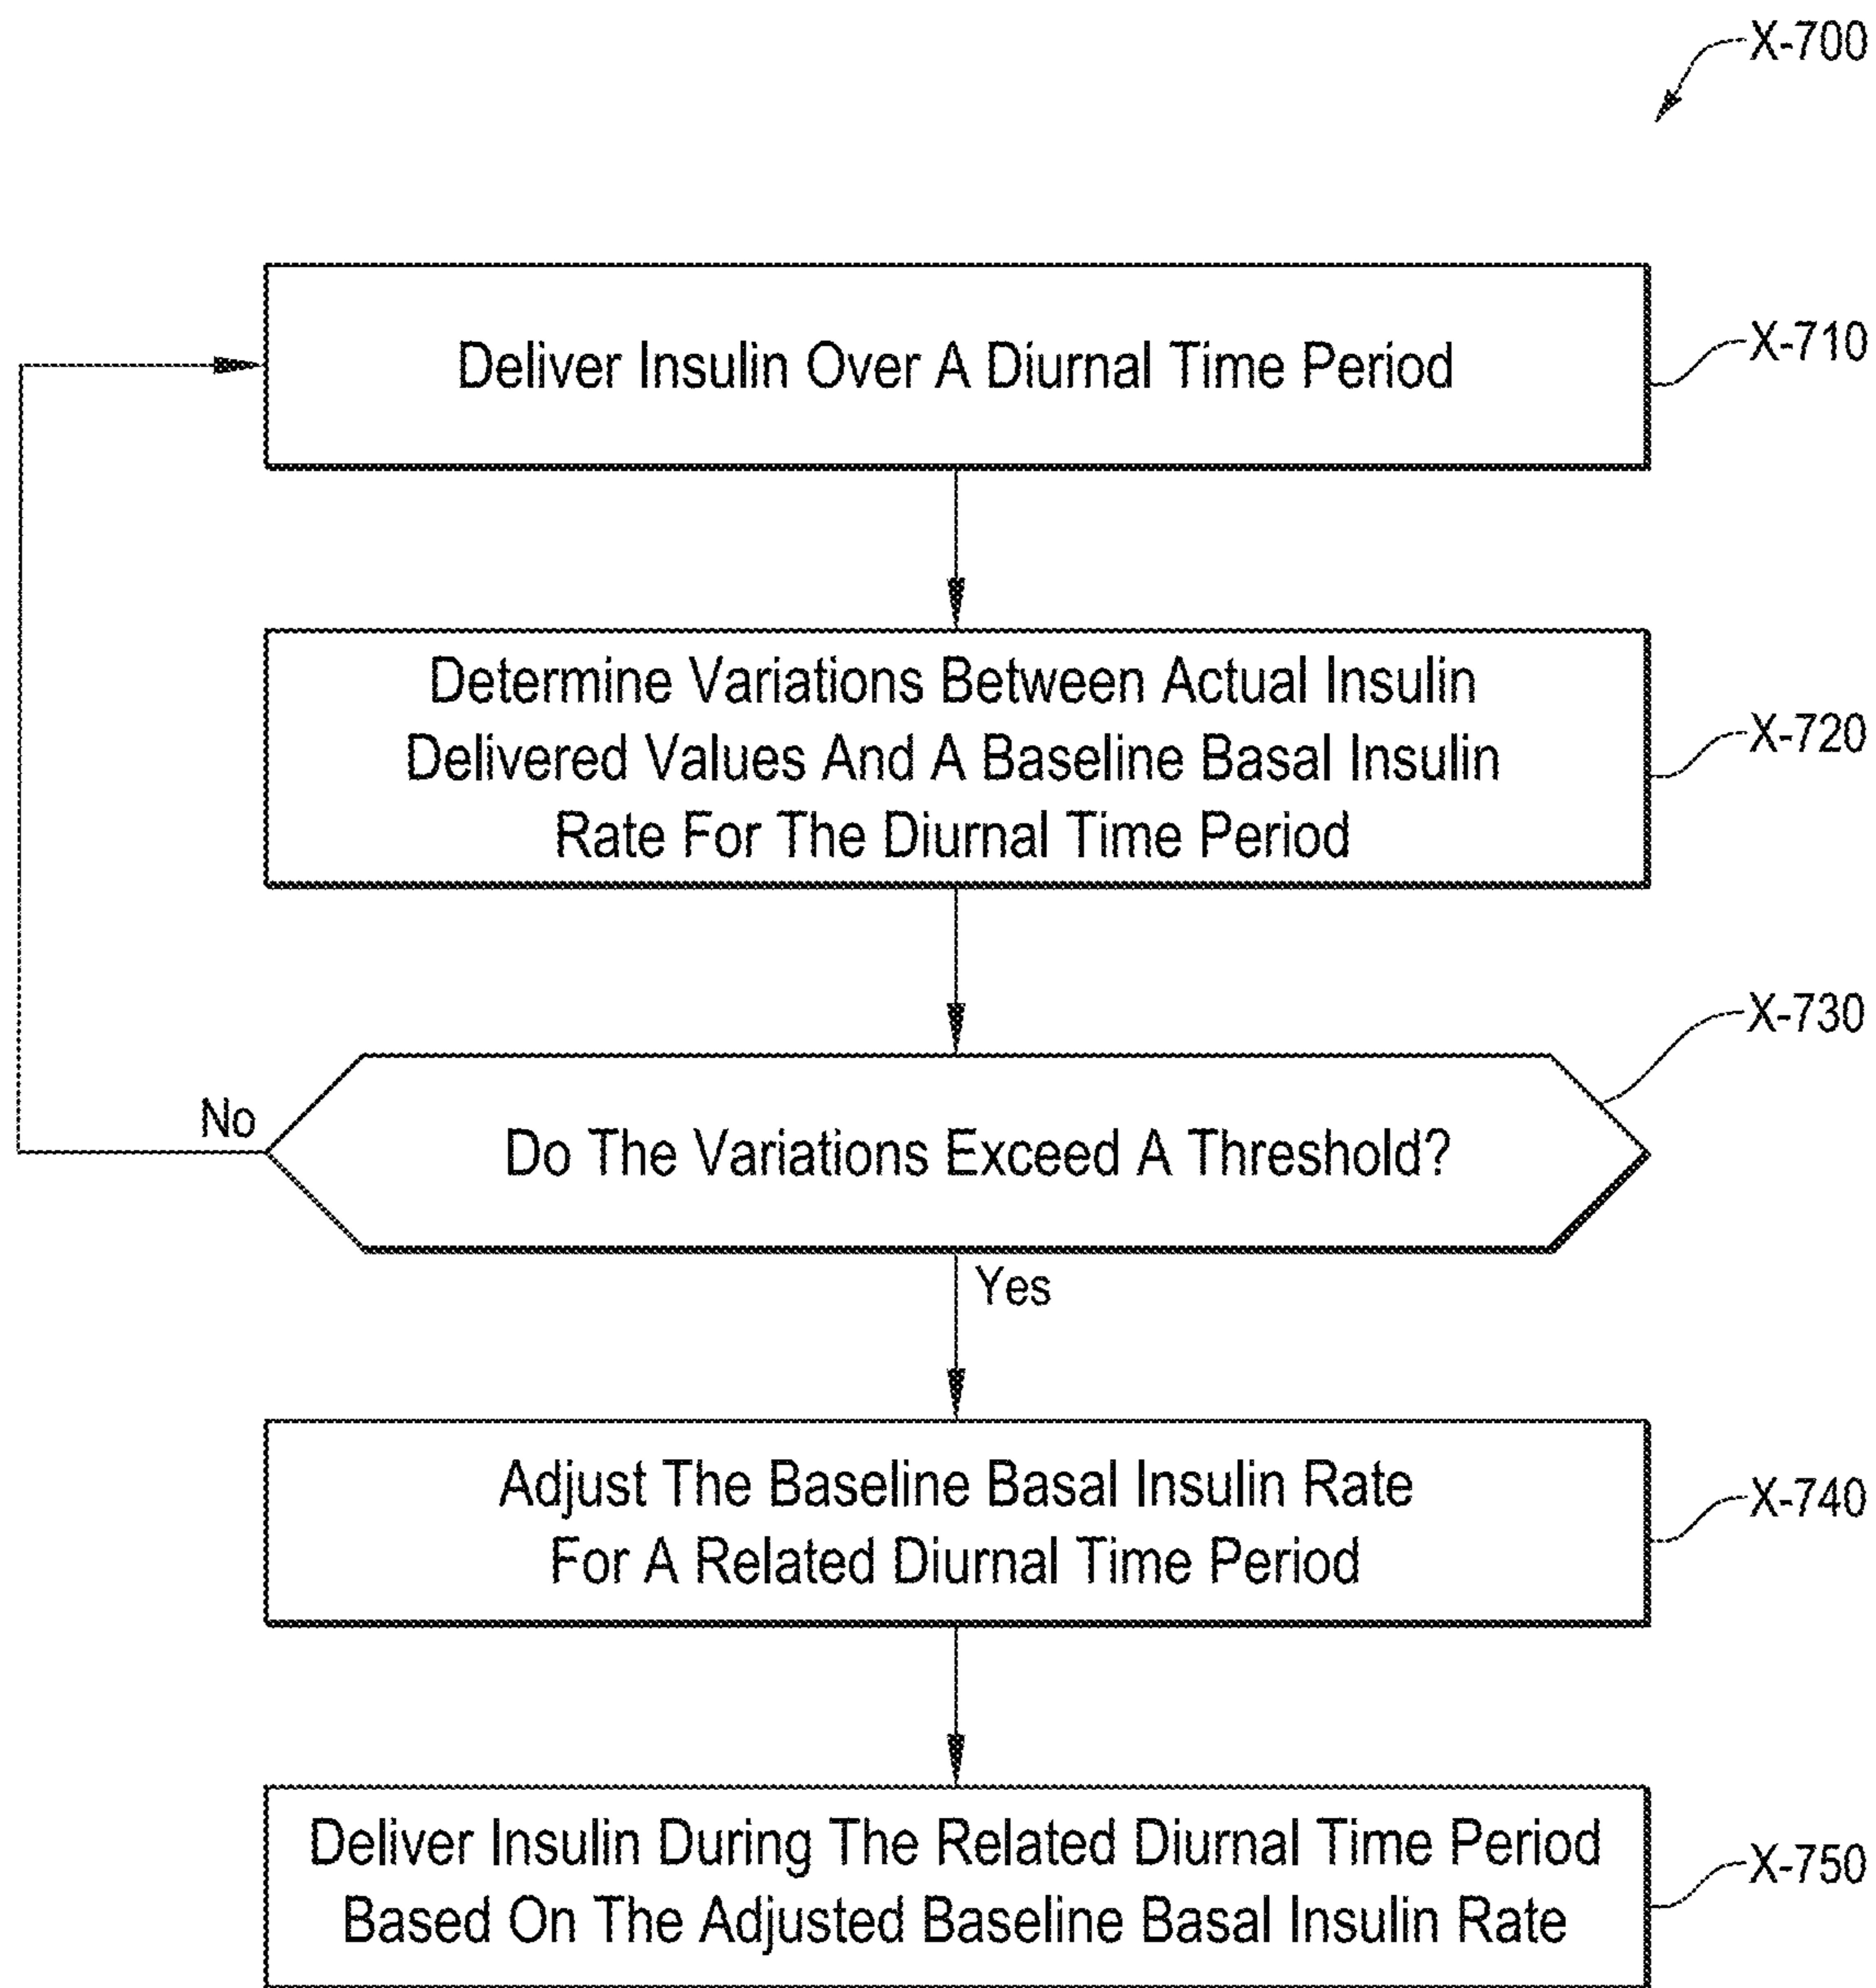 X-700
Deliver Insulin Over A Diurnal Time Period
X-710
Determine Variations Between Actual Insulin
Delivered Values And A Baseline Basal Insulin
Rate For The Diurnal Time Period
X-720
X-730
No
Do The Variations Exceed A Threshold?
Yes
Adjust The Baseline Basal Insulin Rate
For A Related Diurnal Time Period
X-740
Deliver Insulin During The Related Diurnal Time Period
Based On The Adjusted Baseline Basal Insulin Rate
X-750